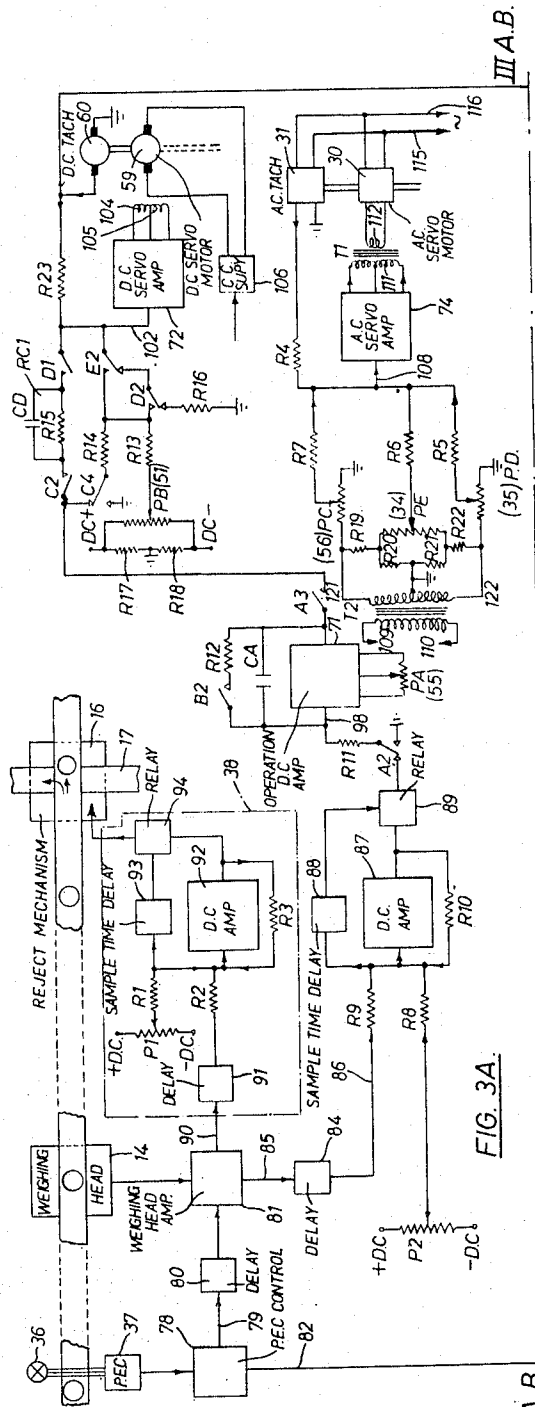 36
PEC
37
78
P.E.C CONTROL
82
79
80
DELAY
WEIGHING
HEAD
14
WEIGHING
HEAD
AMP.
81
90
85
84
DELAY
DELAY
91
86
+D.C
P2
-D.C
REJECT MECHANISM
16
17
SAMPLE TIME DELAY
+D.C.
P1
-D.C.
R1
R2
93
92
D.C
AMP
R3
RELAY
94
38
SAMPLE TIME DELAY
88
R9
R8
87
D.C.
AMP
R10
RELAY
89
A2
R11
98
OPERATION
D.C
AMP
B2
R12
CA
71
PA
(55)
A3
121
T2
109
110
122
R17
R18
DC+
DC-
PB(51)
C2
C4
CD
RC1
R15
R14
R13
D1
E2
D2
R16
R23
102
D.C
SERVO
AMP
72
104
105
D.C. TACH
60
59
D.C SERVO
MOTOR
C.C.
SUPY
106
(56)PC
R19
R20
R21
R22
(34)
PE
(35)P.D.
R7
R6
R5
R4
108
A.C
SERVO
AMP
74
T1
111
112
A.C. TACH
31
30
A.C.
SERVO
MOTOR
115
116
~
FIG. 3A.
III A.B.